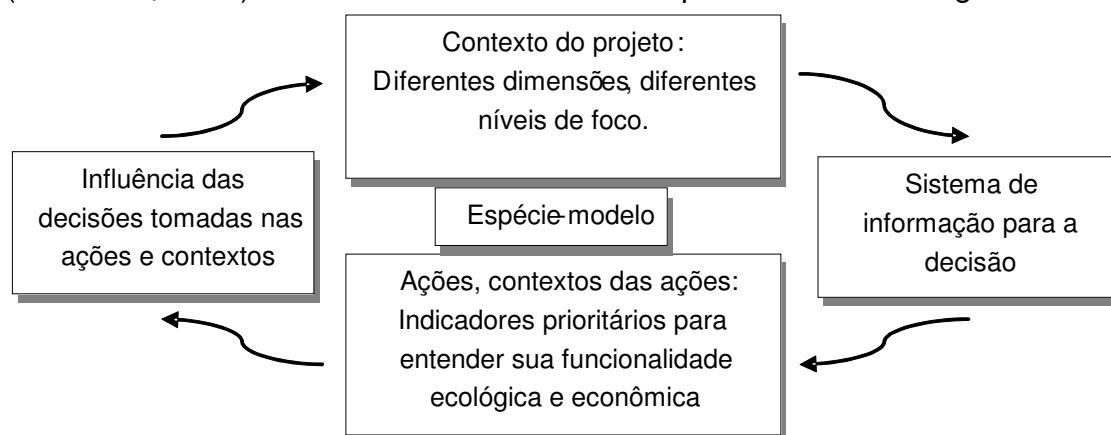 Contexto do projeto:
Diferentes dimensões, diferentes
níveis de foco.
Influência das
decisões tomadas nas
ações e contextos
Espécie-modelo
Sistema de
informação para a
decisão
Ações, contextos das ações:
Indicadores prioritários para
entender sua funcionalidade
ecológica e econômica